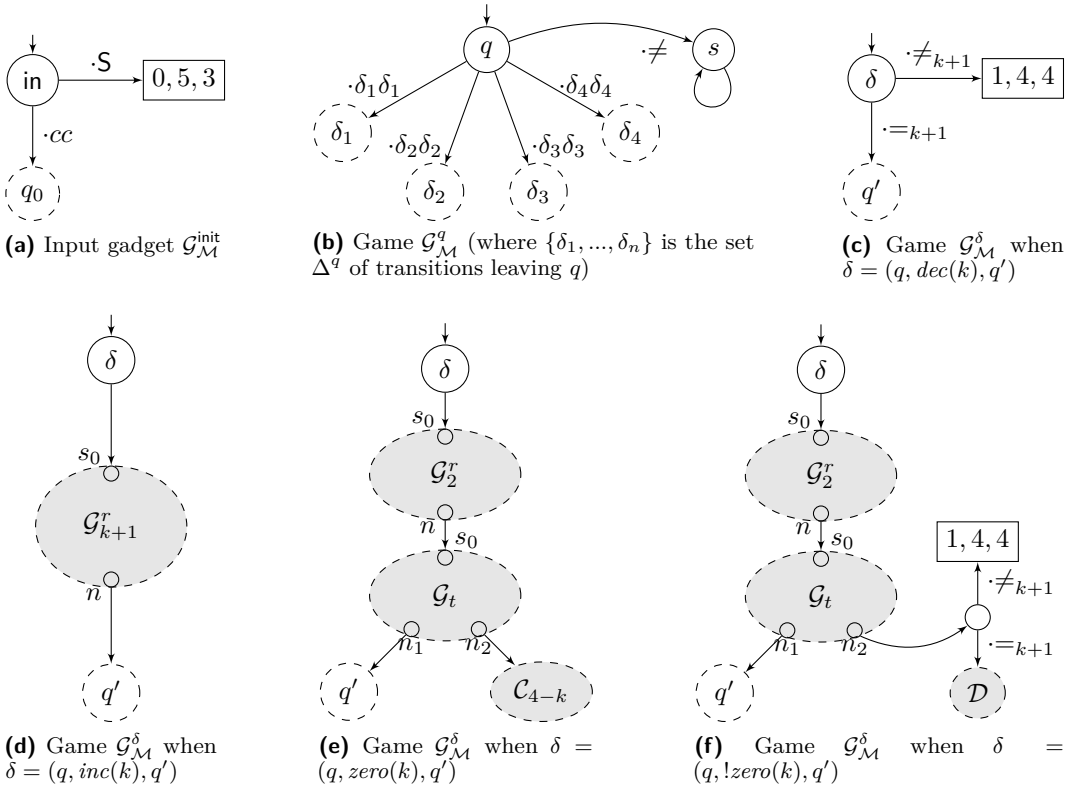 in
·S
0, 5, 3
·cc
q₀
(a) Input gadget 𝒢_ℳ^init
q
·≠
s
·δ₁δ₁
·δ₂δ₂
·δ₃δ₃
·δ₄δ₄
δ₁
δ₂
δ₃
δ₄
(b) Game 𝒢_ℳ^q (where {δ₁, ..., δₙ} is the set
Δ^q of transitions leaving q)
δ
·≠ₖ₊₁
1, 4, 4
·=ₖ₊₁
q′
(c) Game 𝒢_ℳ^δ when
δ = (q, dec(k), q′)
δ
s₀
𝒢_{k+1}^r
n
q′
(d) Game 𝒢_ℳ^δ when
δ = (q, inc(k), q′)
δ
s₀
𝒢_2^r
n
s₀
𝒢_t
n₁
n₂
q′
𝒞_{4−k}
(e) Game 𝒢_ℳ^δ when δ =
(q, zero(k), q′)
δ
s₀
𝒢_2^r
n
s₀
𝒢_t
n₁
n₂
1, 4, 4
·≠ₖ₊₁
·=ₖ₊₁
q′
𝒟
(f) Game 𝒢_ℳ^δ when δ =
(q, !zero(k), q′)